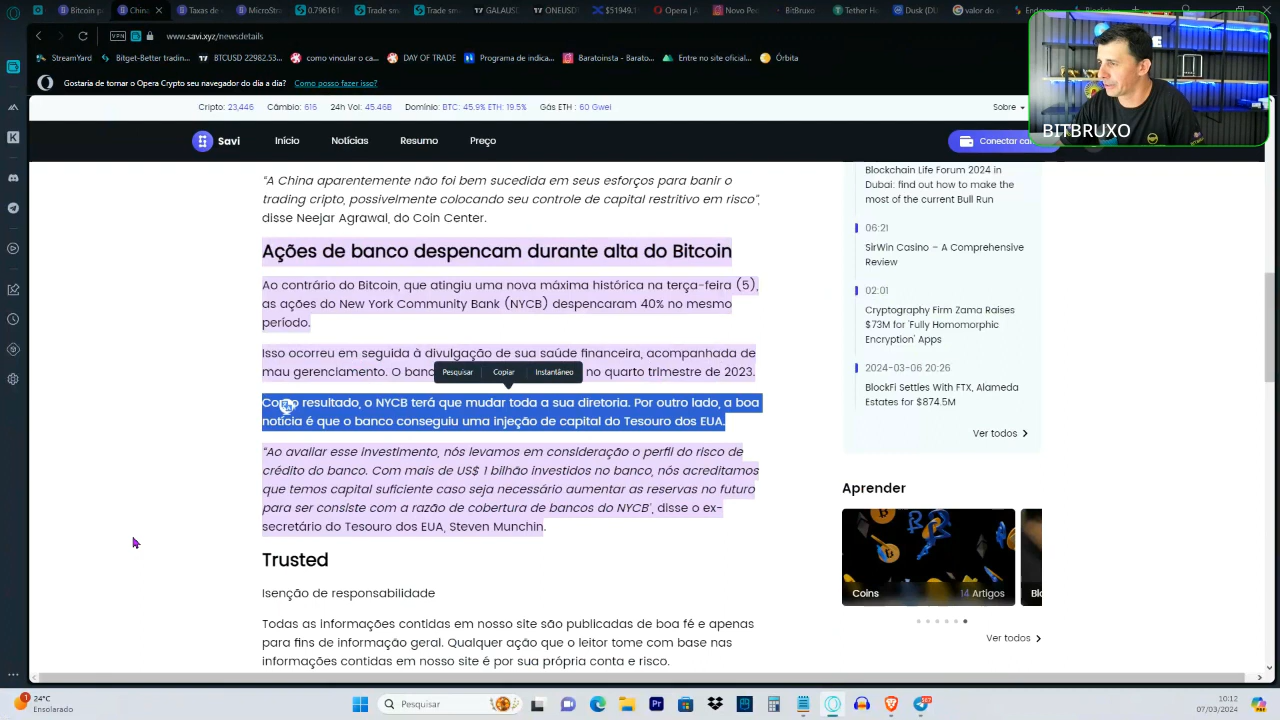 Bitcoin pa
China
Taxas de
MicroStra
0.796161
Trade sm
Trade sm
GALAUSD
ONEUSDT
$51949.1
Opera | A
Novo Pe
BitBruxo
Tether Ho
Dusk (DU
valor do
Endereç
Blocksh
VPN
www.savi.xyz/newsdetails
StreamYard
Bitget-Better tradin...
BTCUSD 22982.53...
como vincular o ca...
DAY OF TRADE
Programa de indica...
Baratoinsta - Barato...
Entre no site oficial...
Órbita
Gostaria de tornar o Opera Crypto seu navegador do dia a dia?
Como posso fazer isso?
Cripto: 23,446
Câmbio: 616
24h Vol: 45.46B
Domínio: BTC: 45.9% ETH: 19.5%
Gás ETH : 60 Gwei
Sobre
BITBRUXO
Savi
Início
Notícias
Resumo
Preço
Conectar car
"A China aparentemente não foi bem sucedida em seus esforços para banir o
trading cripto, possivelmente colocando seu controle de capital restritivo em risco",
disse Neejar Agrawal, do Coin Center.
Ações de banco despencam durante alta do Bitcoin
Ao contrário do Bitcoin, que atingiu uma nova máxima histórica na terça-feira (5),
as ações do New York Community Bank (NYCB) despencaram 40% no mesmo
período.
Isso ocorreu em seguida à divulgação de sua saúde financeira, acompanhada de
mau gerenciamento. O banc
no quarto trimestre de 2023.
Pesquisar
Copiar
Instantâneo
Como resultado, o NYCB terá que mudar toda a sua diretoria. Por outro lado, a boa
notícia é que o banco conseguiu uma injeção de capital do Tesouro dos EUA.
"Ao avaliar esse investimento, nós levamos em consideração o perfil do risco de
crédito do banco. Com mais de US$ 1 bilhão investidos no banco, nós acreditamos
que temos capital suficiente caso seja necessário aumentar as reservas no futuro
para ser consiste com a razão de cobertura de bancos do NYCB", disse o ex-
secretário do Tesouro dos EUA, Steven Munchin.
Trusted
Isenção de responsabilidade
Todas as informações contidas em nosso site são publicadas de boa fé e apenas
para fins de informação geral. Qualquer ação que o leitor tome com base nas
informações contidas em nosso site é por sua própria conta e risco.
Blockchain Life Forum 2024 in
Dubai: find out how to make the
most of the current Bull Run
06:21
SirWin Casino – A Comprehensive
Review
02:01
Cryptography Firm Zama Raises
$73M for 'Fully Homomorphic
Encryption' Apps
2024-03-06 20:26
BlockFi Settles With FTX, Alameda
Estates for $874.5M
Ver todos
Aprender
Coins
14 Artigos
Blo
Ver todos
24°C
Ensolarado
Pesquisar
10:12
07/03/2024